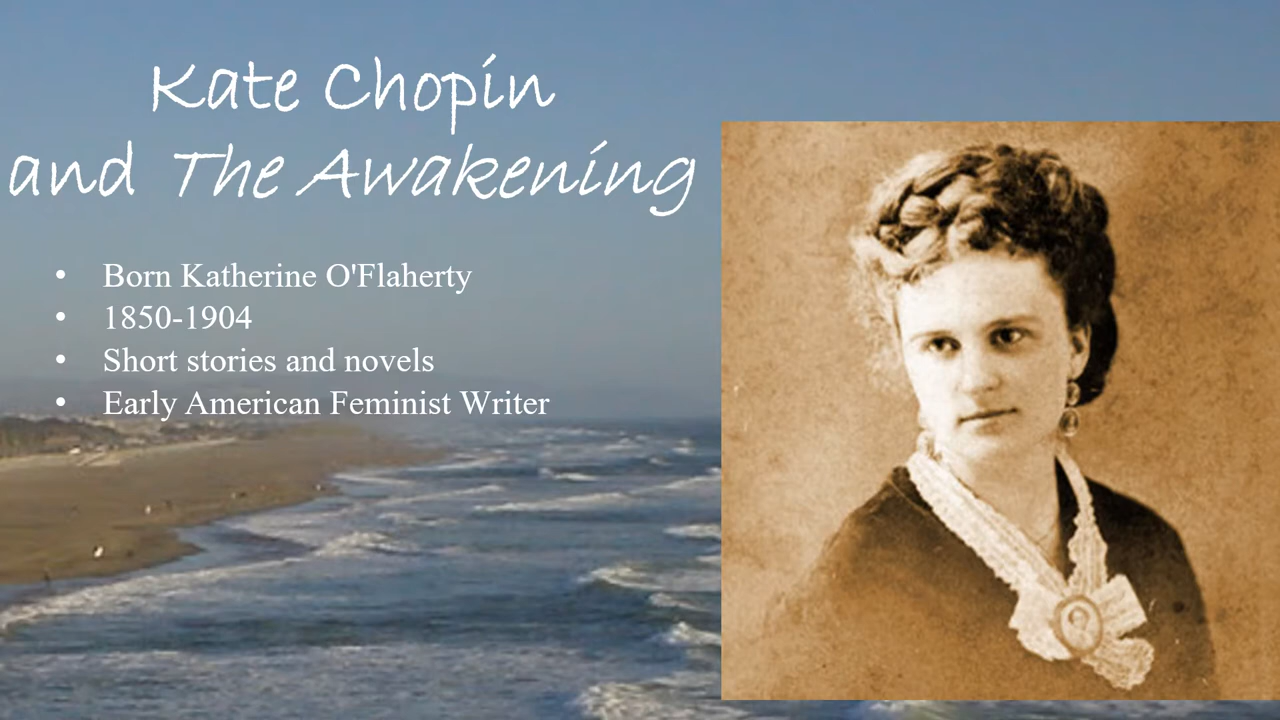 Kate Chopin
and The Awakening
• Born Katherine O'Flaherty
• 1850-1904
• Short stories and novels
• Early American Feminist Writer